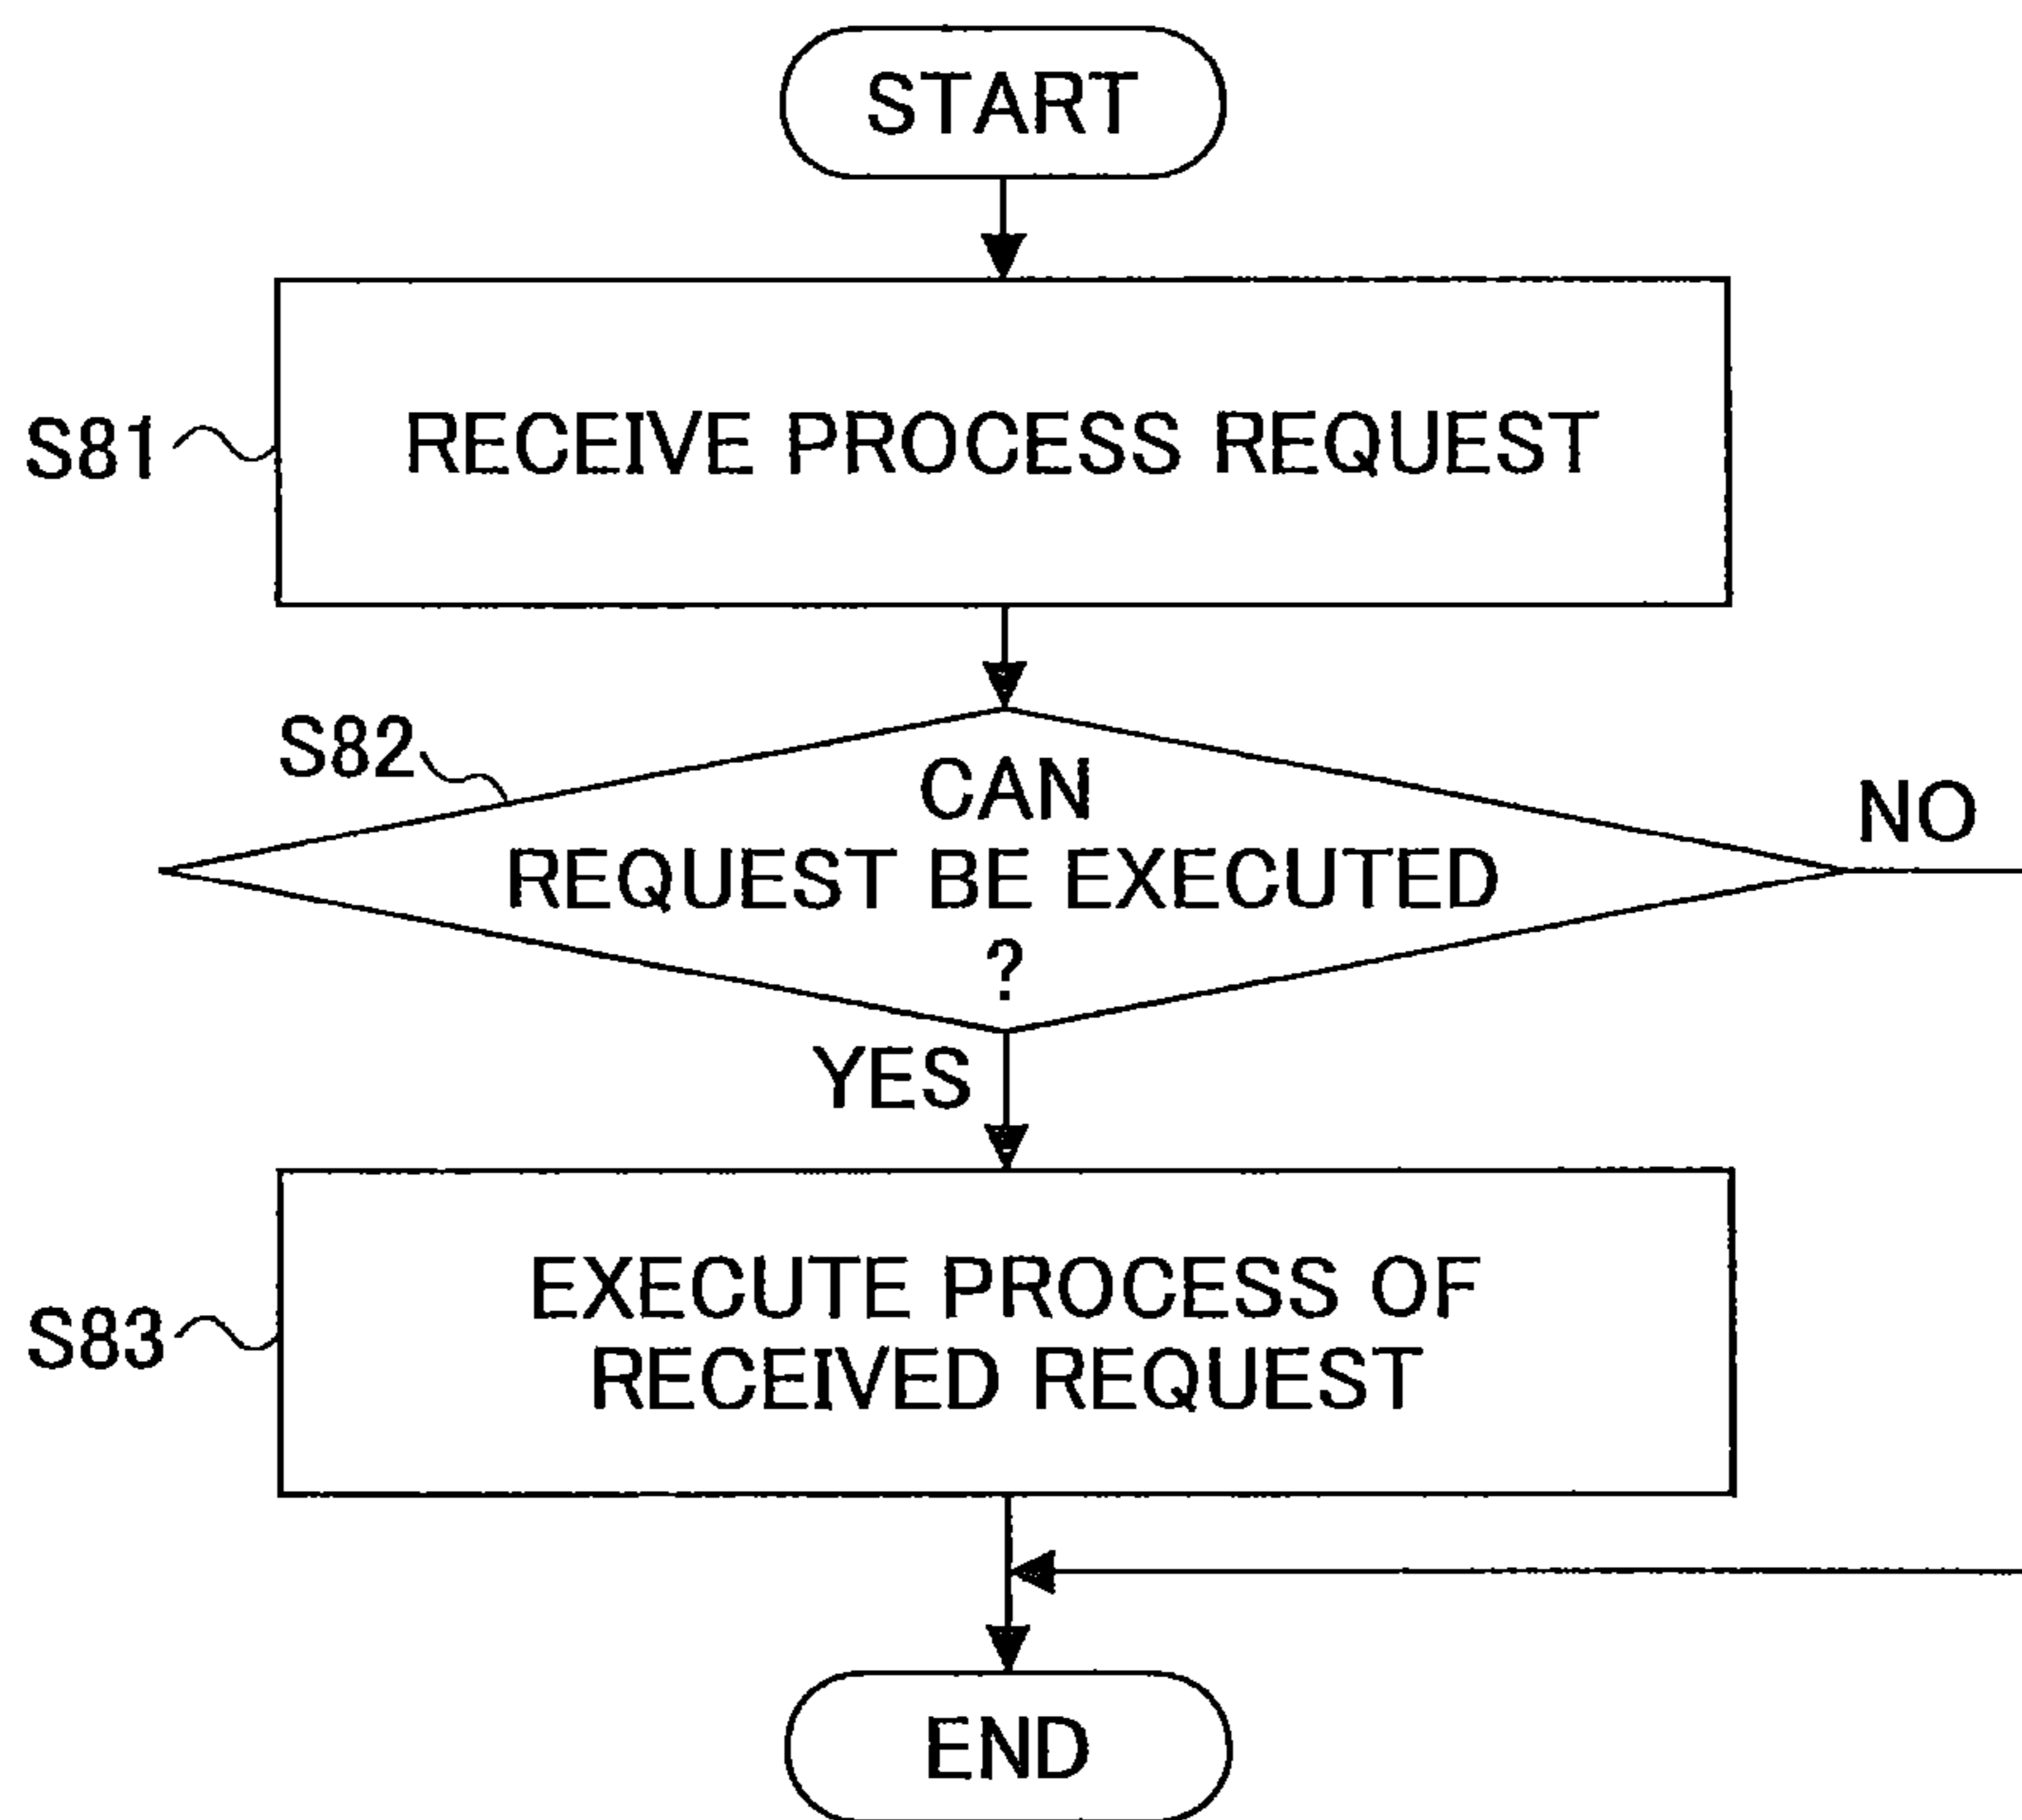 START
S81
RECEIVE PROCESS REQUEST
S82
CAN
REQUEST BE EXECUTED
?
NO
YES
S83
EXECUTE PROCESS OF
RECEIVED REQUEST
END